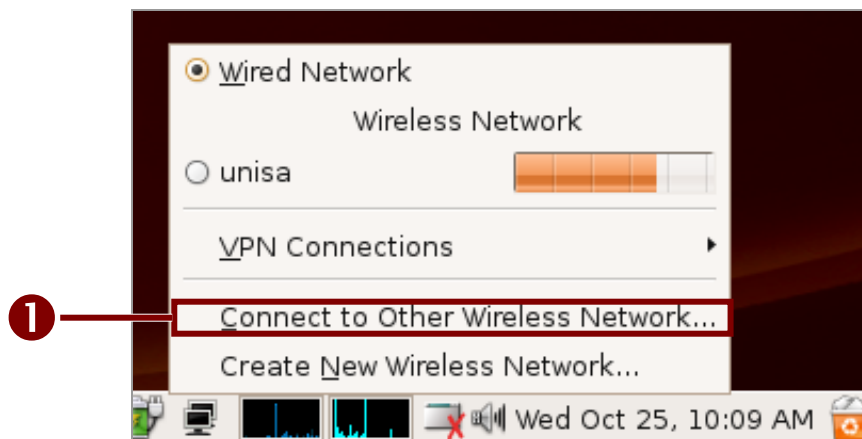 Wired Network
Wireless Network
unisa
VPN Connections
1
Connect to Other Wireless Network...
Create New Wireless Network...
Wed Oct 25, 10:09 AM